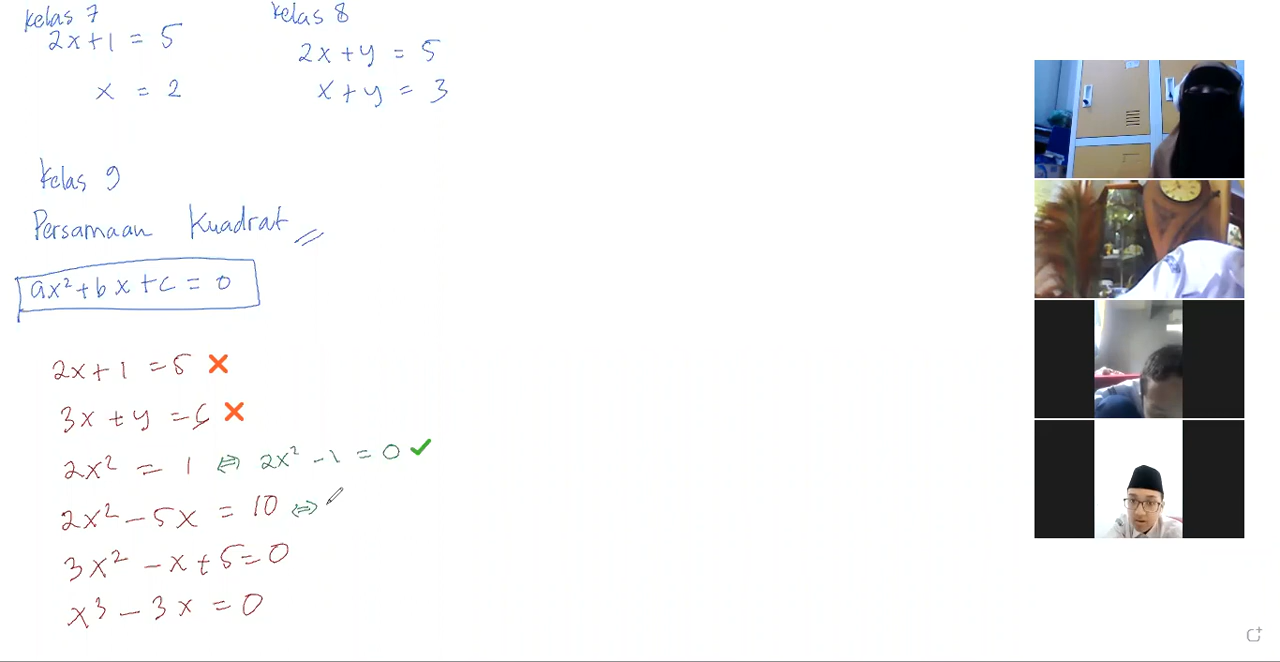 Kelas 7
2x+1 = 5
x = 2
Kelas 8
2x + y = 5
x + y = 3
Kelas 9
Persamaan Kuadrat
ax²+bx+c = 0
2x + 1 = 5 ✗
3x + y = 5 ✗
2x² = 1 ⇔ 2x² - 1 = 0 ✓
2x² - 5x = 10 ⇔
3x² - x + 5 = 0
x³ - 3x = 0